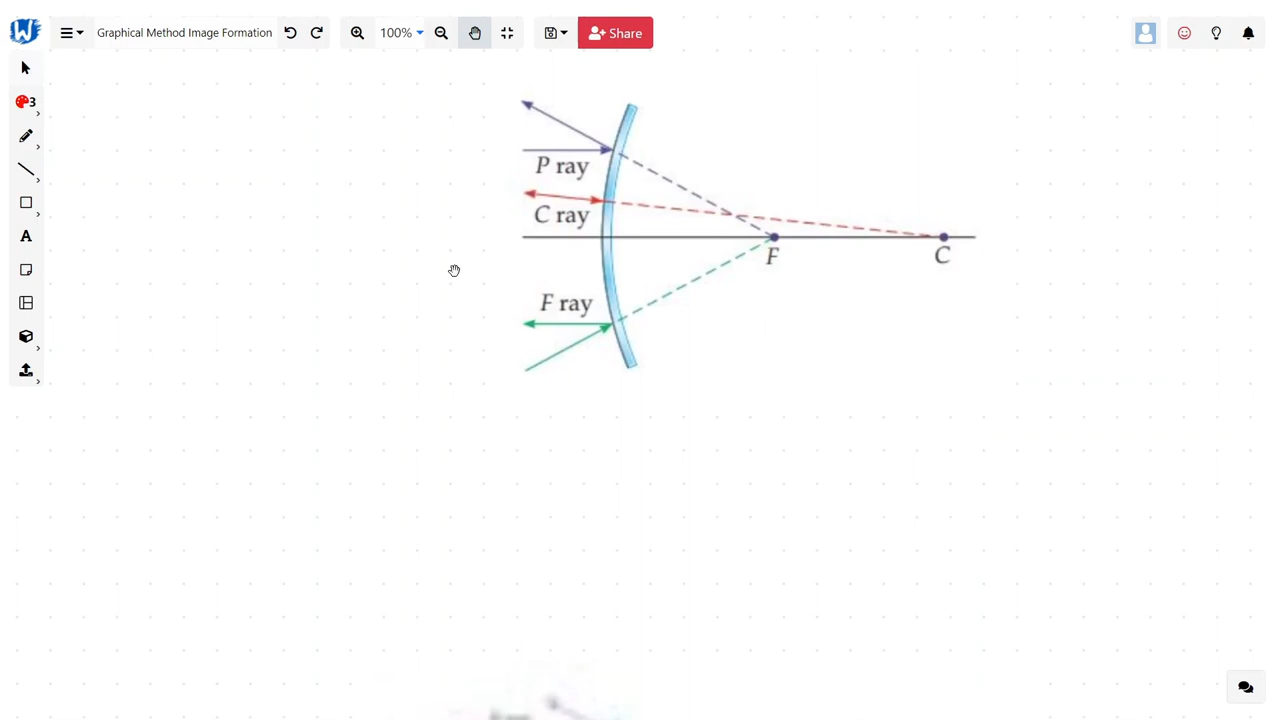 Graphical Method Image Formation
100%
Share
3
P ray
C ray
F
C
F ray
A